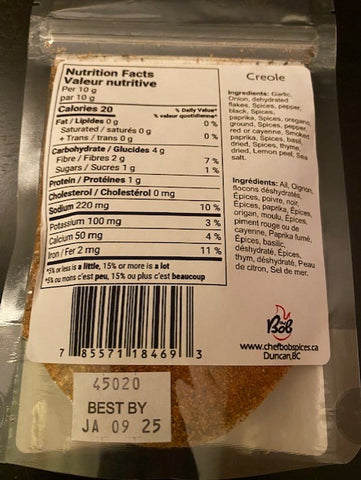 Nutrition Facts
Valeur nutritive
Per 10 g
par 10 g
Calories 20
% Daily Value*
% valeur quotidienne*
Fat / Lipides 0 g 0 %
Saturated / saturés 0 g
+ Trans / trans 0 g 0 %
Carbohydrate / Glucides 4 g
Fibre / Fibres 2 g 7 %
Sugars / Sucres 1 g 1 %
Protein / Protéines 1 g
Cholesterol / Cholestérol 0 mg
Sodium 220 mg 10 %
Potassium 100 mg 3 %
Calcium 50 mg 4 %
Iron / Fer 2 mg 11 %
*5% or less is a little, 15% or more is a lot
*5% ou moins c'est peu, 15% ou plus c'est beaucoup
7 85571 18469 3
Creole
Ingredients: Garlic,
Onion, dehydrated
flakes, Spices, pepper,
black, Spices,
paprika, Spices, oregano,
ground, Spices, pepper,
red or cayenne, Smoked
paprika, Spices, basil,
dried, Spices, thyme,
dried, Lemon peel, Sea
salt.
Ingrédients: Ail, Oignon,
flocons déshydratés,
Épices, poivre, noir,
Épices, paprika, Épices,
origan, moulu, Épices,
piment rouge ou de
cayenne, Paprika fumé,
Épices, basilic,
déshydraté, Épices,
thym, déshydraté, Peau
de citron, Sel de mer.
Bob
www.chefbobspices.ca
Duncan,BC
45020
BEST BY
JA 09 25